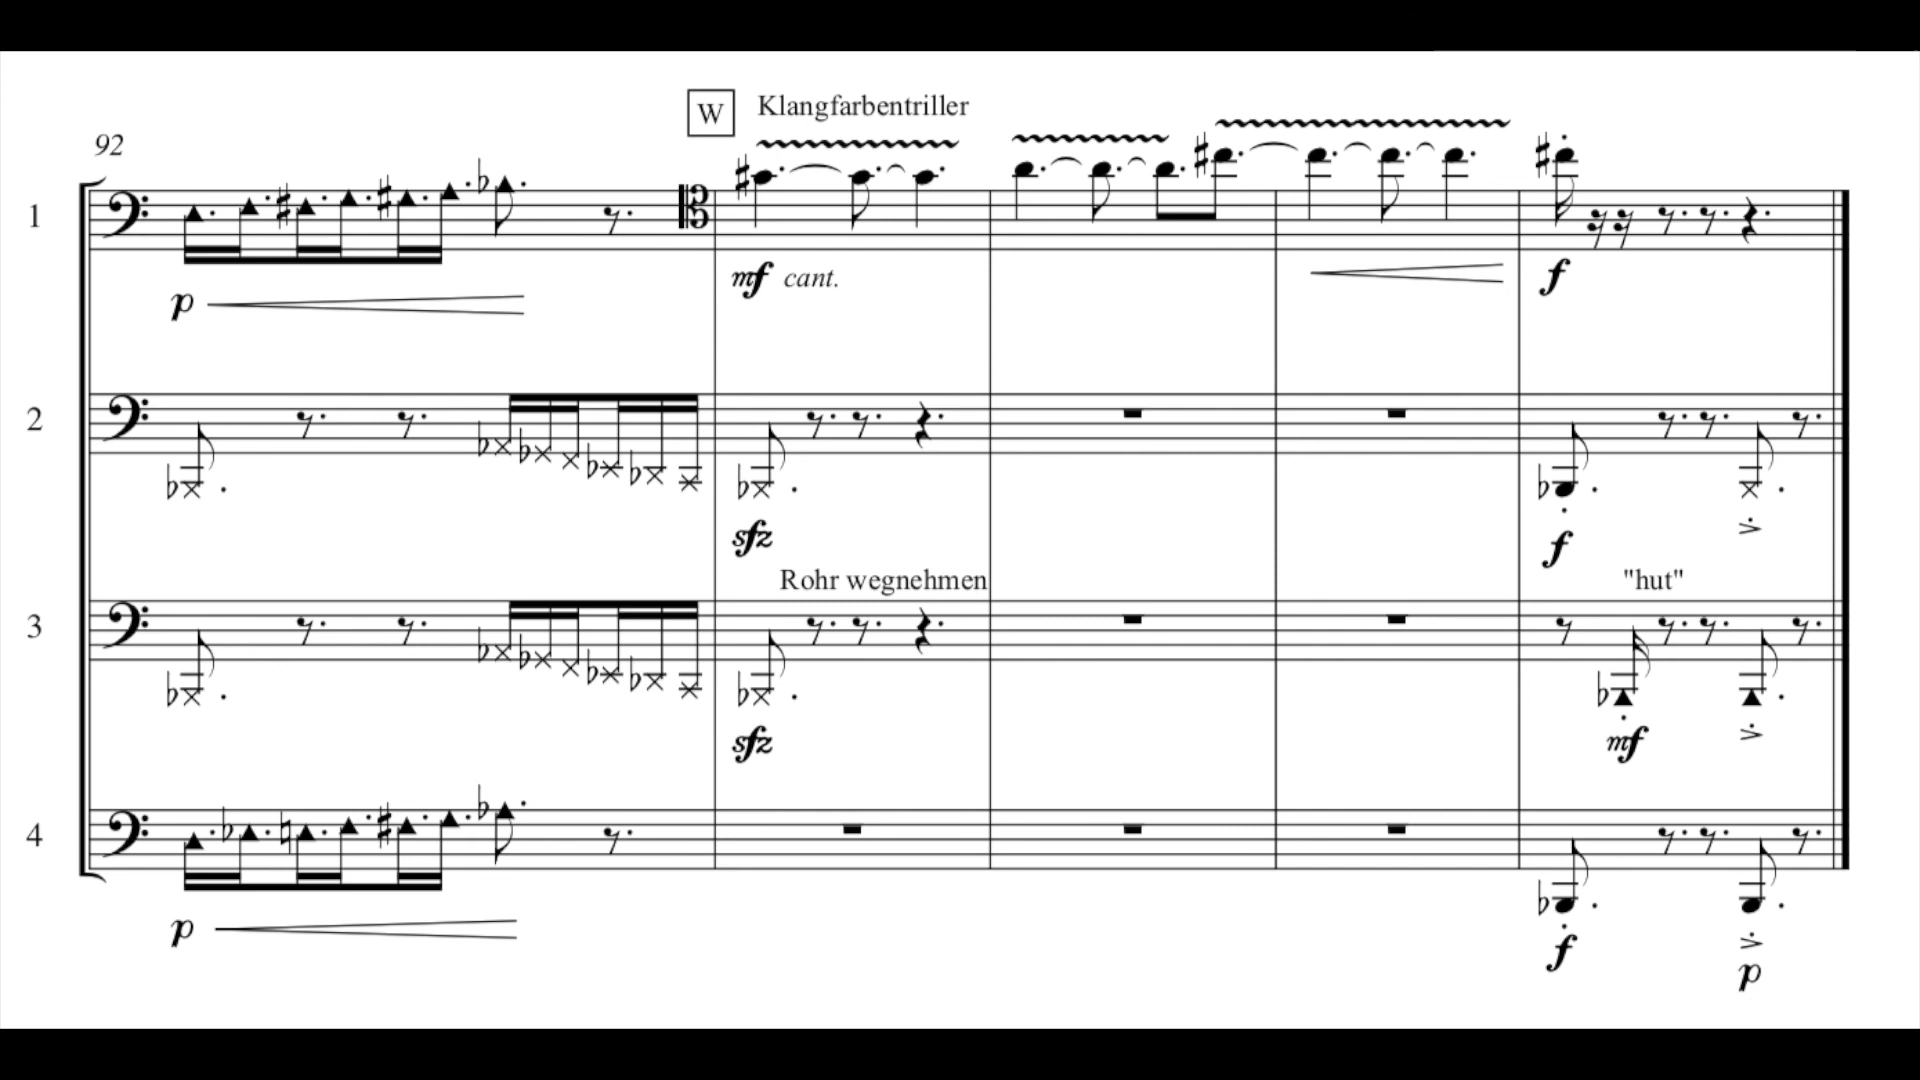 92
W Klangfarbentriller
1
mf cant.
f
p
2
sfz
f
Rohr wegnehmen
"hut"
3
sfz
mf
4
p
f
p